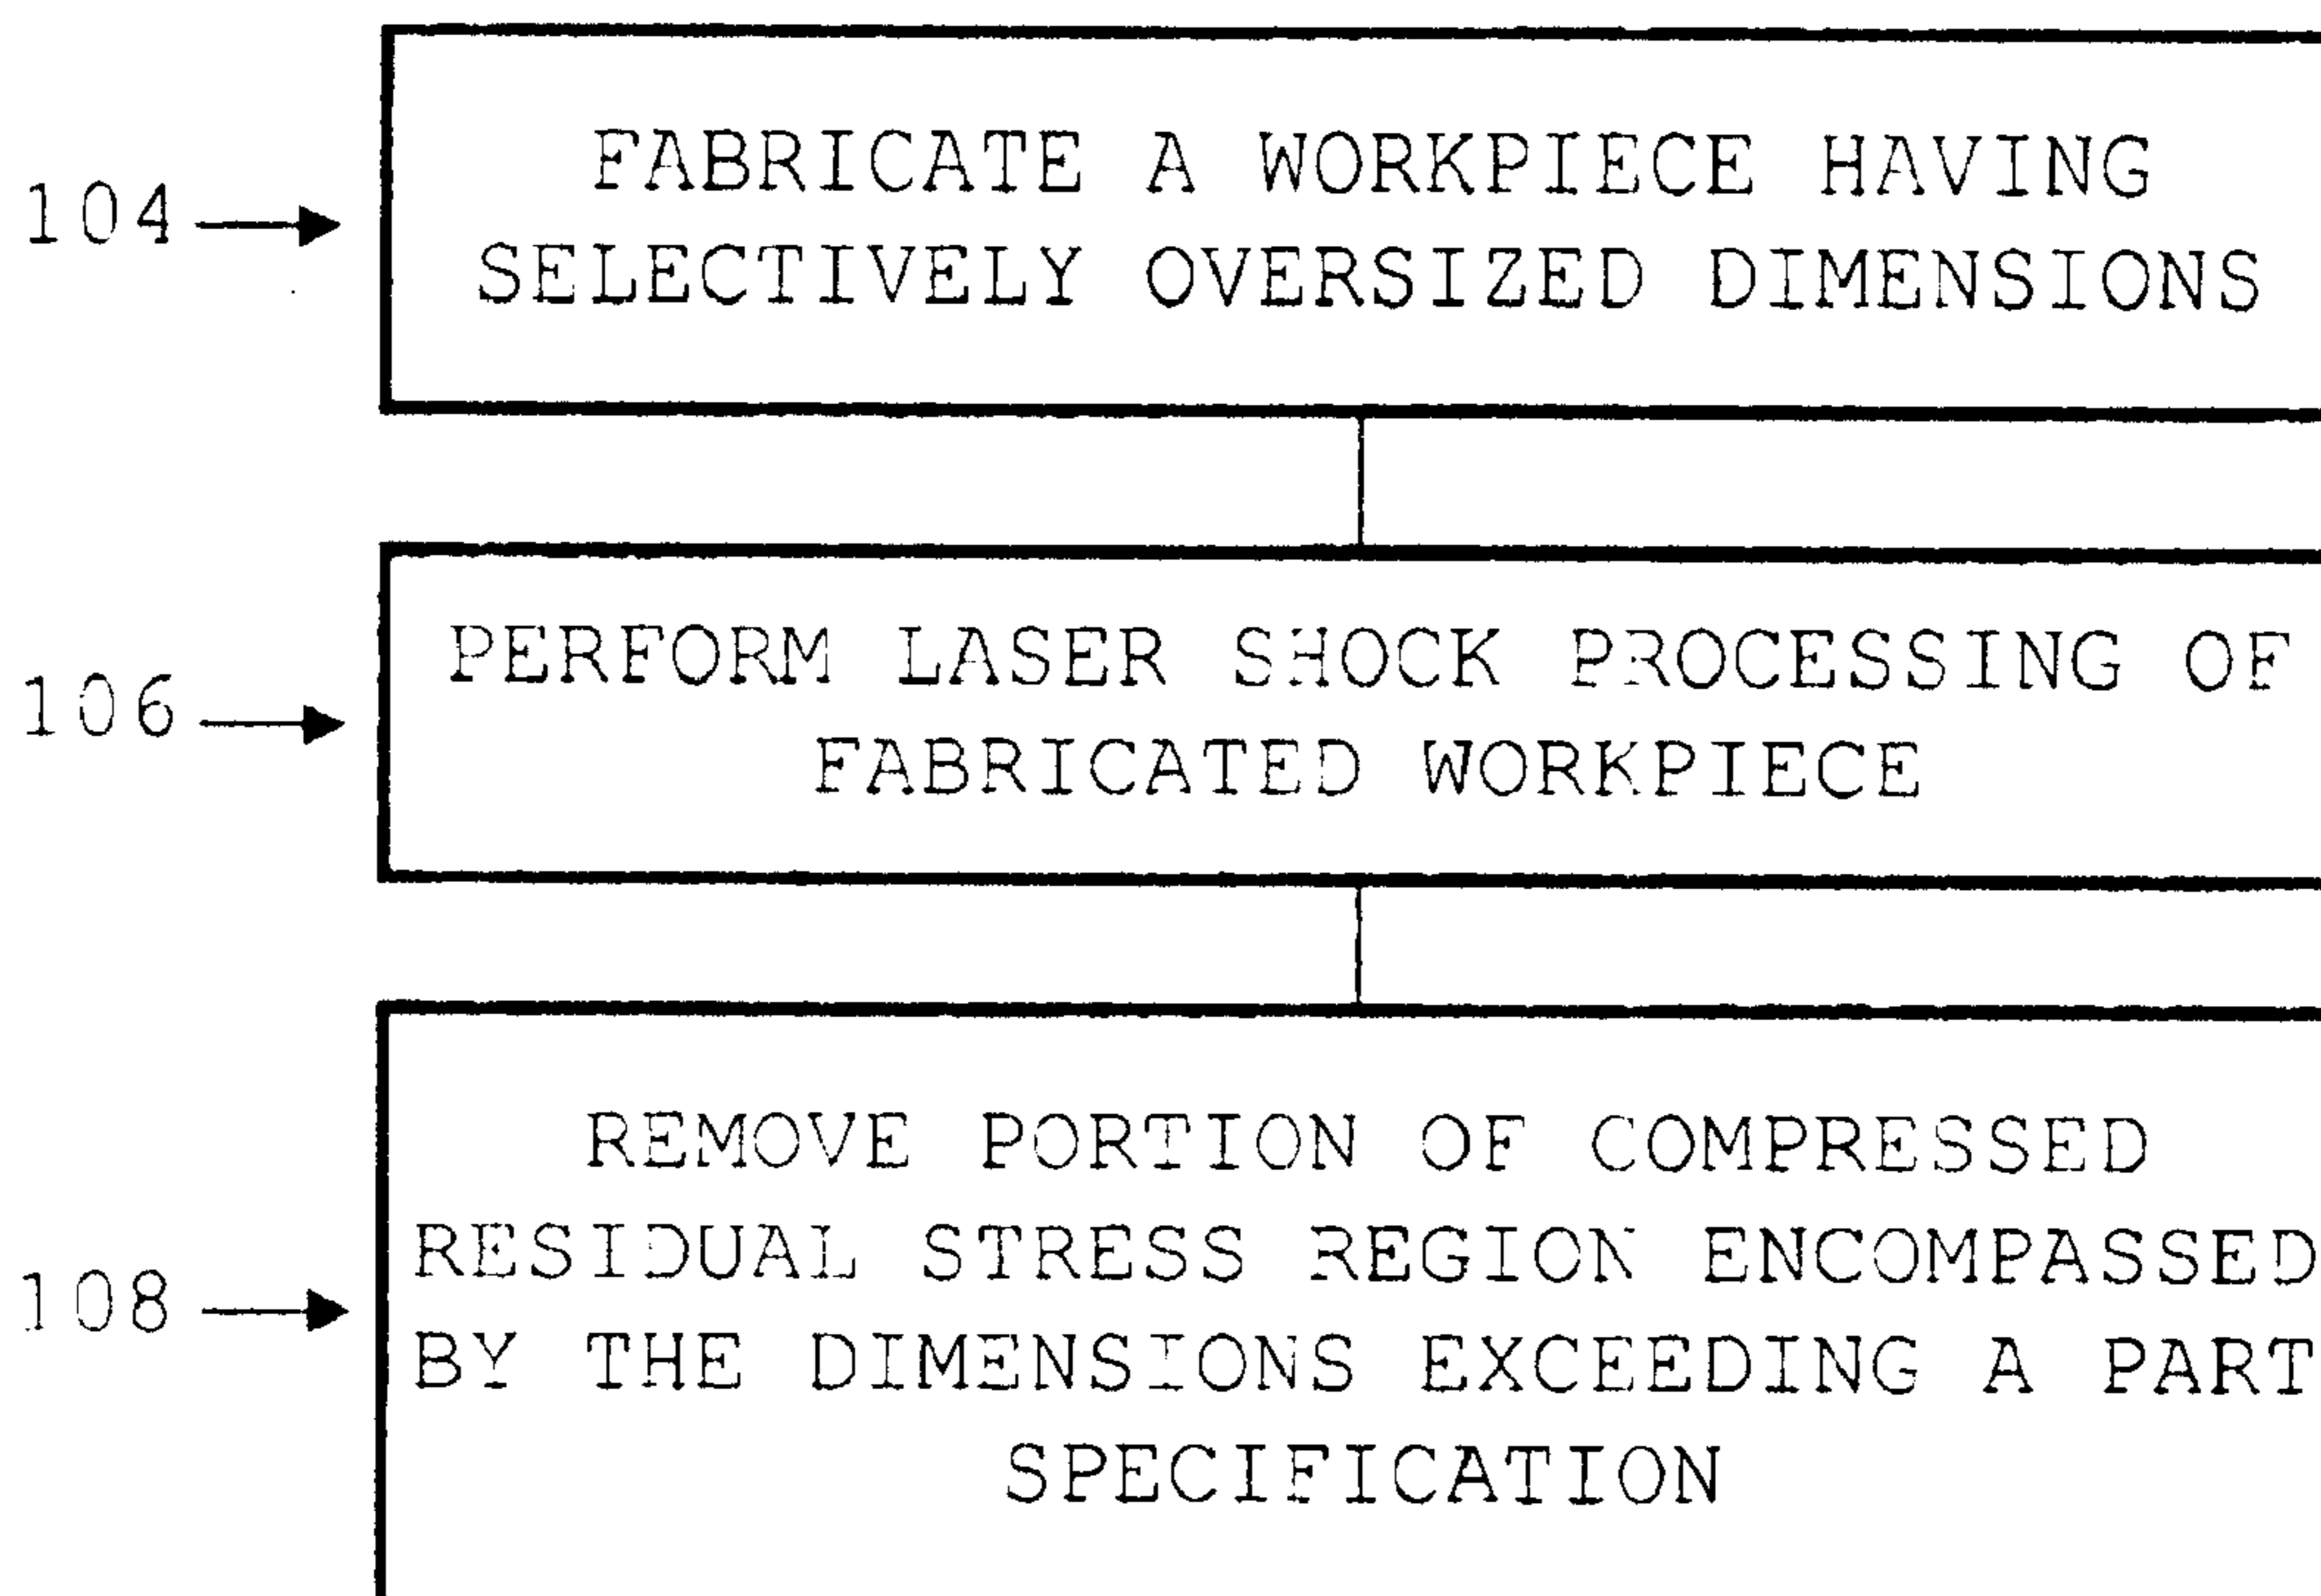 104
FABRICATE A WORKPIECE HAVING
SELECTIVELY OVERSIZED DIMENSIONS
106
PERFORM LASER SHOCK PROCESSING OF
FABRICATED WORKPIECE
108
REMOVE PORTION OF COMPRESSED
RESIDUAL STRESS REGION ENCOMPASSED
BY THE DIMENSIONS EXCEEDING A PART
SPECIFICATION